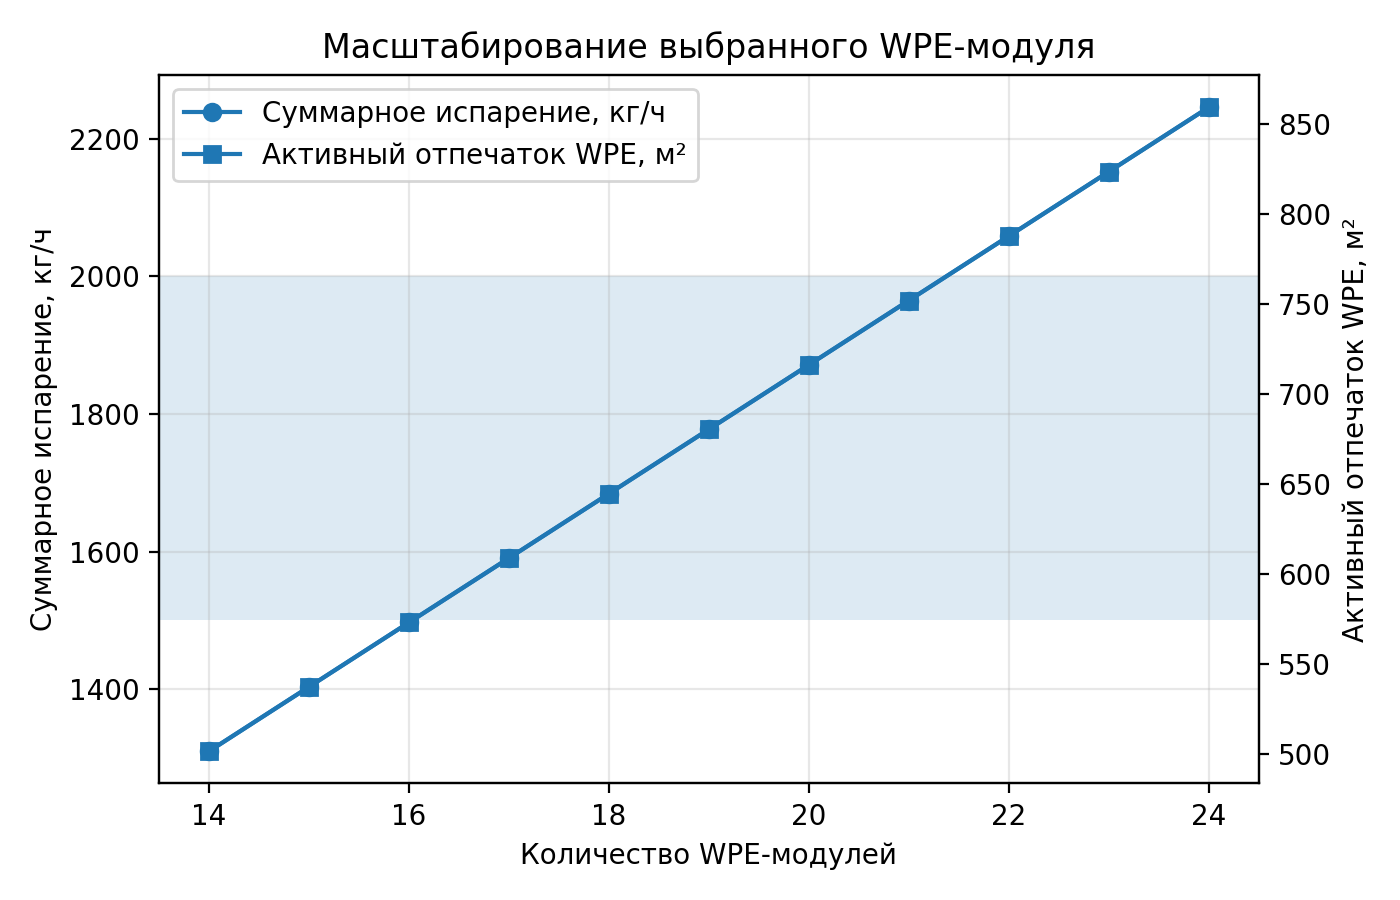 Масштабирование выбранного WPE-модуля
Суммарное испарение, кг/ч
Активный отпечаток WPE, м²
Суммарное испарение, кг/ч
2200
2000
1800
1600
1400
850
800
750
700
650
600
550
500
Активный отпечаток WPE, м²
14 16 18 20 22 24
Количество WPE-модулей